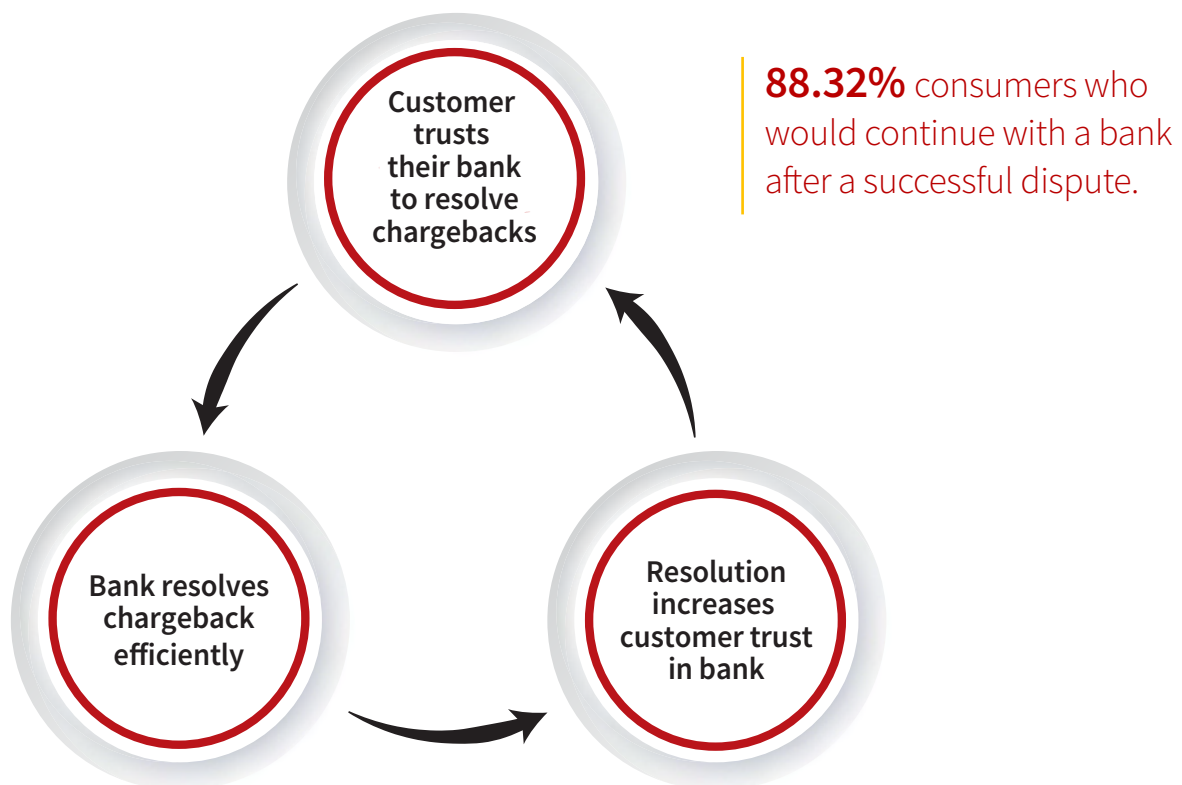 Customer
trusts
their bank
to resolve
chargebacks
88.32% consumers who
would continue with a bank
after a successful dispute.
Bank resolves
chargeback
efficiently
Resolution
increases
customer trust
in bank